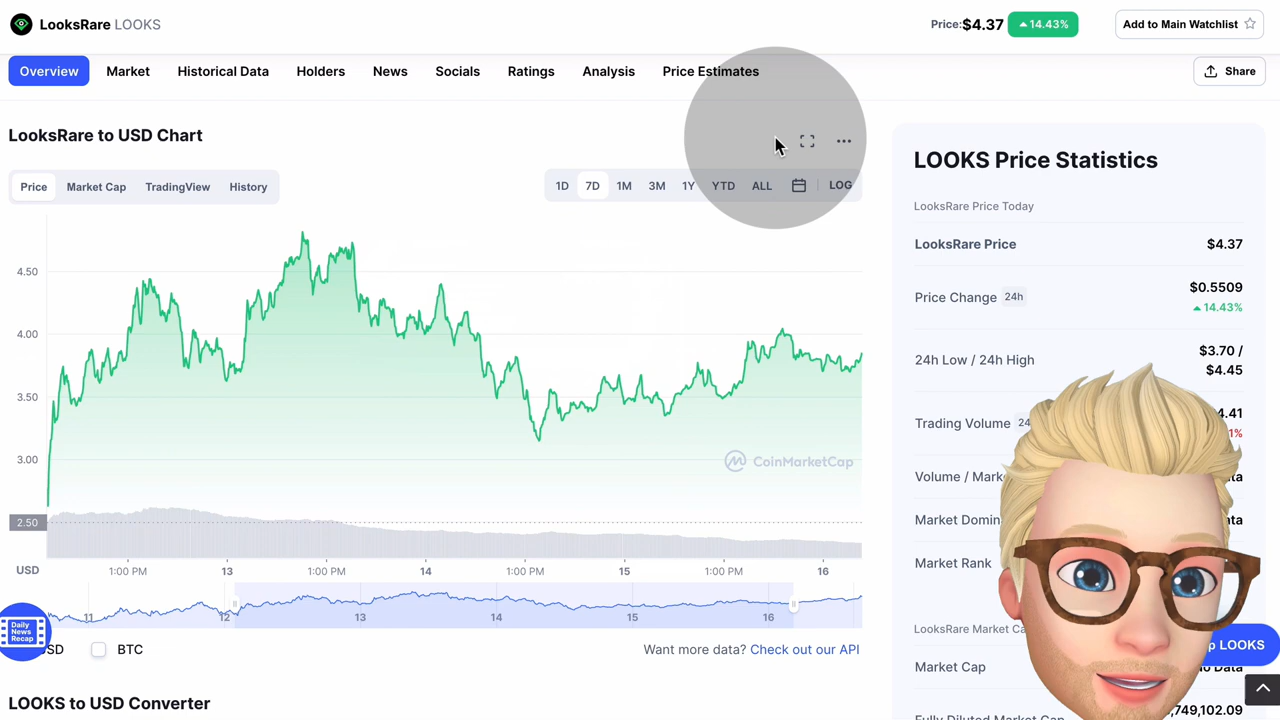 LooksRare LOOKS
Price:$4.37
14.43%
Add to Main Watchlist
Overview
Market
Historical Data
Holders
News
Socials
Ratings
Analysis
Price Estimates
Share
LooksRare to USD Chart
Price
Market Cap
TradingView
History
1D
7D
1M
3M
1Y
YTD
ALL
LOG
4.50
4.00
3.50
3.00
2.50
USD
CoinMarketCap
1:00 PM
13
1:00 PM
14
1:00 PM
15
1:00 PM
16
11
12
13
14
15
16
Daily
News
Recap
BTC
Want more data? Check out our API
LOOKS to USD Converter
LOOKS Price Statistics
LooksRare Price Today
LooksRare Price
$4.37
Price Change 24h
$0.5509
14.43%
24h Low / 24h High
$3.70 /
$4.45
Trading Volume
Volume /
Market
Market Rank
LooksRare Market
Market Cap
LOOKS